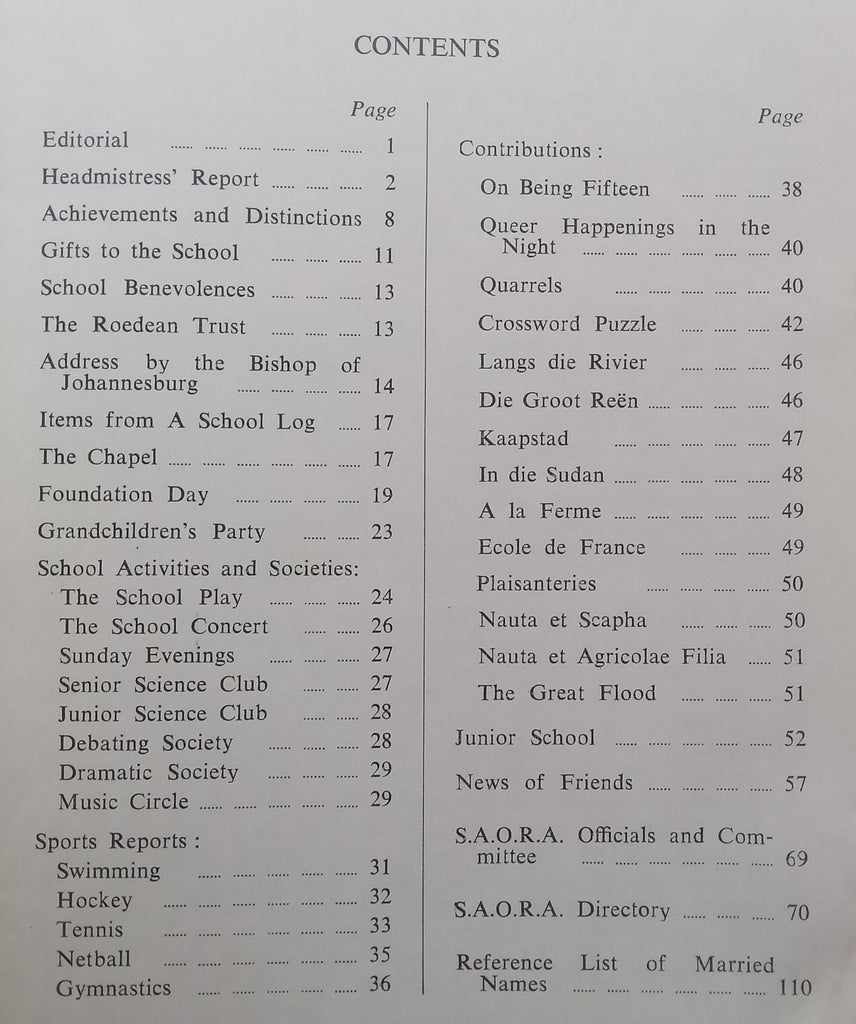 CONTENTS
Page
Editorial ...... ...... ...... ...... ...... ...... 1
Headmistress' Report ...... ...... ...... 2
Achievements and Distinctions 8
Gifts to the School ...... ...... ...... 11
School Benevolences ...... ...... ...... 13
The Roedean Trust ...... ...... ...... 13
Address by the Bishop of
Johannesburg ...... ...... ...... ...... 14
Items from A School Log ...... 17
The Chapel ...... ...... ...... ...... ...... ...... 17
Foundation Day ...... ...... ...... ...... 19
Grandchildren's Party ...... ...... 23
School Activities and Societies:
The School Play ...... ...... ...... 24
The School Concert ...... ...... 26
Sunday Evenings ...... ...... ...... 27
Senior Science Club ...... ...... 27
Junior Science Club ...... ...... 28
Debating Society ...... ...... ...... 28
Dramatic Society ...... ...... ...... 29
Music Circle ...... ...... ...... ...... ...... 29
Sports Reports :
Swimming ...... ...... ...... ...... ...... 31
Hockey ...... ...... ...... ...... ...... ...... 32
Tennis ...... ...... ...... ...... ...... ...... 33
Netball ...... ...... ...... ...... ...... ...... 35
Gymnastics ...... ...... ...... ...... ...... 36
Page
Contributions :
On Being Fifteen ...... ...... ...... 38
Queer Happenings in the
Night ...... ...... ...... ...... ...... ...... 40
Quarrels ...... ...... ...... ...... ...... 40
Crossword Puzzle ...... ...... ...... 42
Langs die Rivier ...... ...... ...... 46
Die Groot Reën ...... ...... ...... ...... 46
Kaapstad ...... ...... ...... ...... ...... 47
In die Sudan ...... ...... ...... ...... ...... 48
A la Ferme ...... ...... ...... ...... ...... 49
Ecole de France ...... ...... ...... 49
Plaisanteries ...... ...... ...... ...... 50
Nauta et Scapha ...... ...... ...... 50
Nauta et Agricolae Filia ...... 51
The Great Flood ...... ...... ...... 51
Junior School ...... ...... ...... ...... ...... 52
News of Friends ...... ...... ...... ...... 57
S.A.O.R.A. Officials and Com-
mittee ...... ...... ...... ...... ...... ...... 69
S.A.O.R.A. Directory ...... ...... ...... 70
Reference List of Married
Names ...... ...... ...... ...... ...... ...... 110